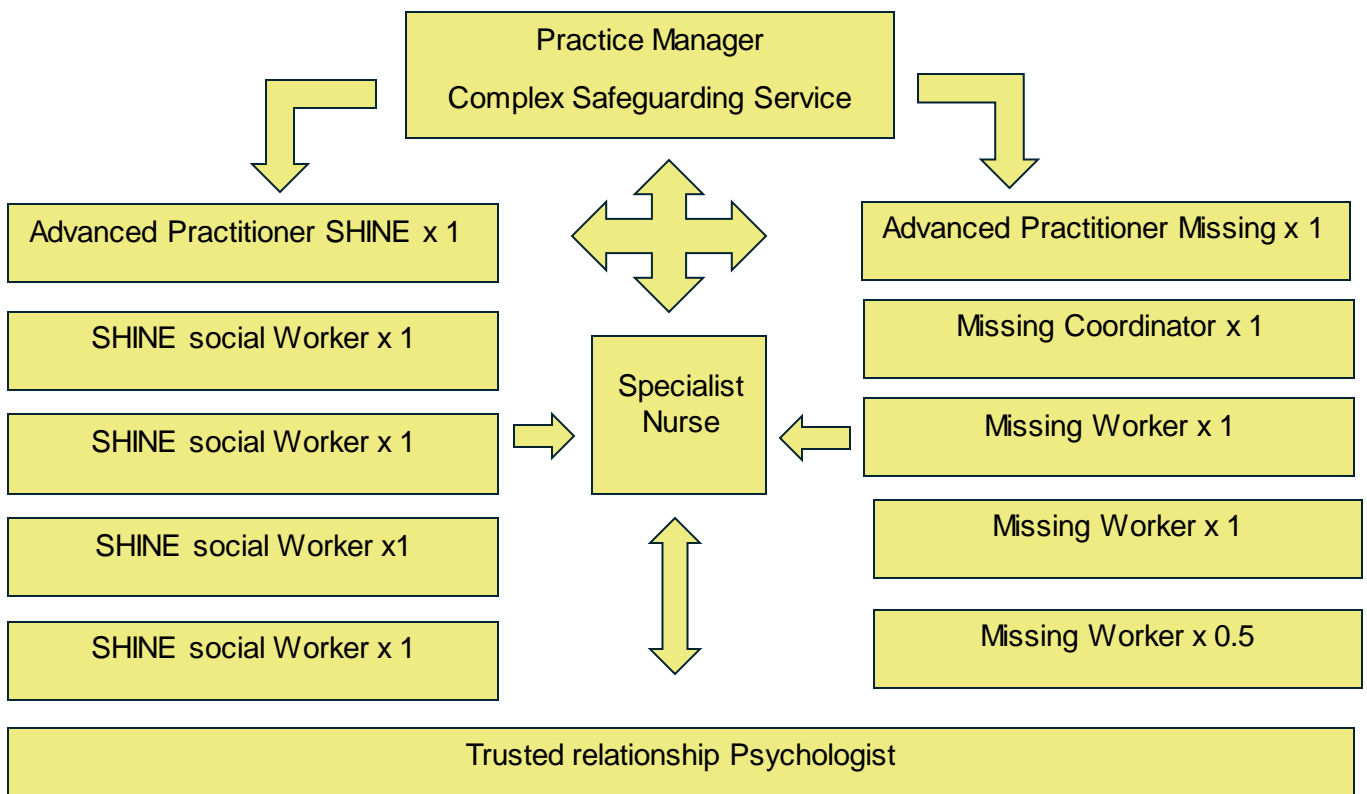 Practice Manager
Complex Safeguarding Service
Advanced Practitioner SHINE x 1
Advanced Practitioner Missing x 1
SHINE social Worker x 1
Missing Coordinator x 1
Specialist
Nurse
SHINE social Worker x 1
Missing Worker x 1
SHINE social Worker x1
Missing Worker x 1
SHINE social Worker x 1
Missing Worker x 0.5
Trusted relationship Psychologist